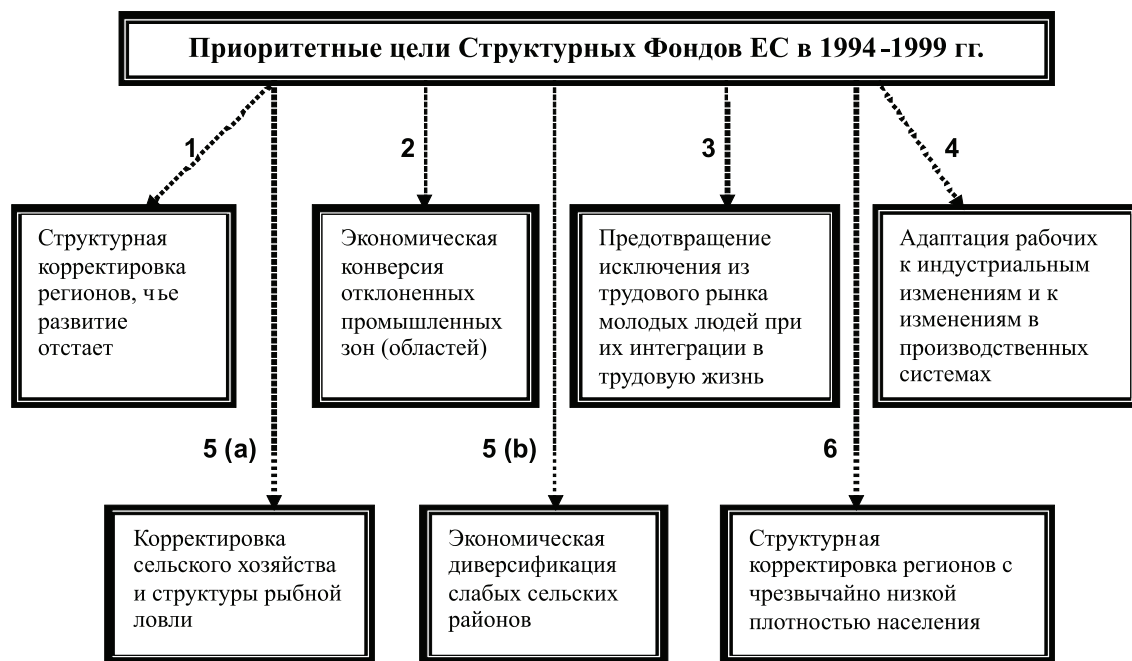 Приоритетные цели Структурных Фондов ЕС в 1994-1999 гг.
1
2
3
4
Структурная
корректировка
регионов, чье
развитие
отстает
Экономическая
конверсия
отклоненных
промышленных
зон (областей)
Предотвращение
исключения из
трудового рынка
молодых людей при
их интеграции в
трудовую жизнь
Адаптация рабочих
к индустриальным
изменениям и к
изменениям в
производственных
системах
5 (a)
5 (b)
6
Корректировка
сельского хозяйства
и структуры рыбной
ловли
Экономическая
диверсификация
слабых сельских
районов
Структурная
корректировка регионов с
чрезвычайно низкой
плотностью населения